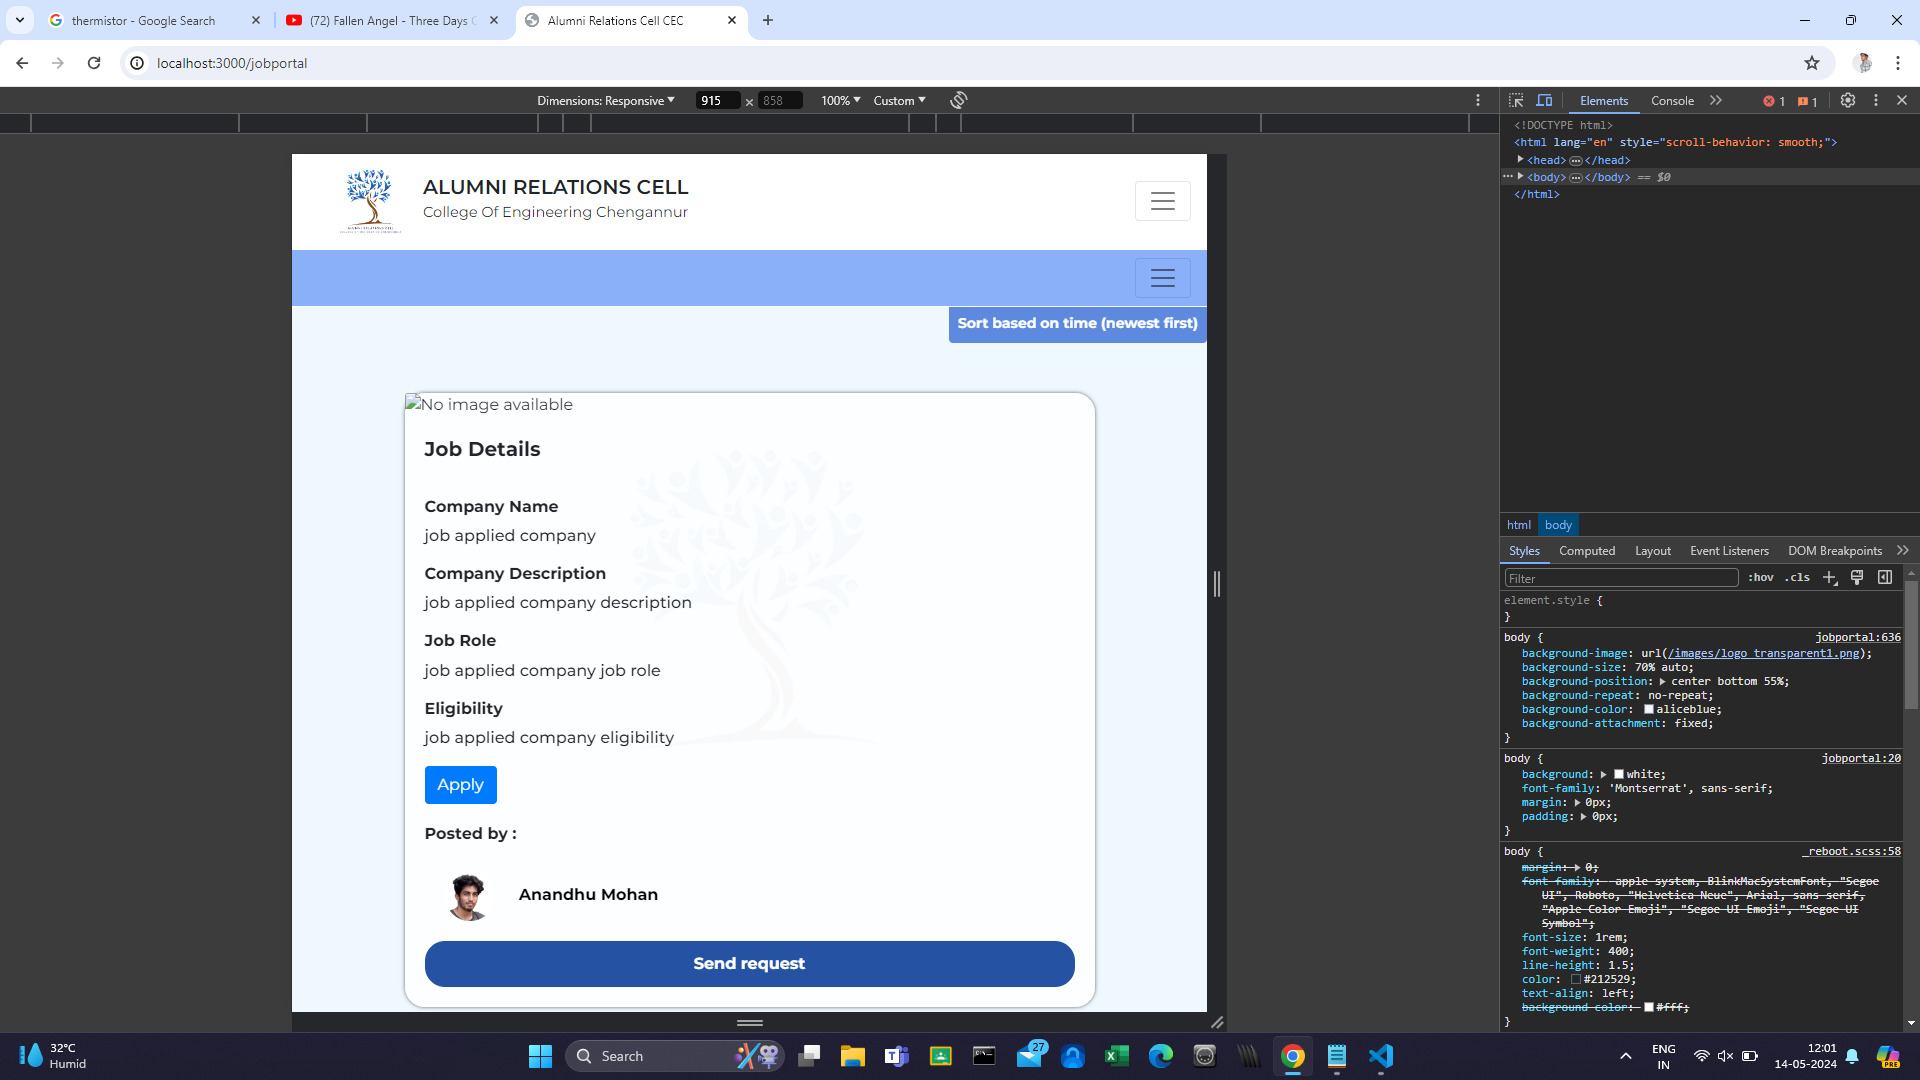 thermistor - Google Search
(72) Fallen Angel - Three Days
Alumni Relations Cell CEC
localhost:3000/jobportal
Dimensions: Responsive
915 × 858
100%
Custom
Elements
Console
1
1
<!DOCTYPE html>
<html lang="en" style="scroll-behavior: smooth;">
<head> ⋯ </head>
⋯ <body> ⋯ </body> == $0
</html>
ALUMNI RELATIONS CELL
College Of Engineering Chengannur
Sort based on time (newest first)
No image available
Job Details
Company Name
job applied company
Company Description
job applied company description
Job Role
job applied company job role
Eligibility
job applied company eligibility
Apply
Posted by :
Anandhu Mohan
Send request
html
body
Styles
Computed
Layout
Event Listeners
DOM Breakpoints
Filter
:hov
.cls
element.style {
}
body {
jobportal:636
background-image: url(/images/logo_transparent1.png);
background-size: 70% auto;
background-position: center bottom 55%;
background-repeat: no-repeat;
background-color: aliceblue;
background-attachment: fixed;
}
body {
jobportal:20
background: white;
font-family: 'Montserrat', sans-serif;
margin: 0px;
padding: 0px;
}
body {
_reboot.scss:58
margin: 0;
font-family: -apple-system, BlinkMacSystemFont, "Segoe
UI", Roboto, "Helvetica Neue", Arial, sans-serif,
"Apple Color Emoji", "Segoe UI Emoji", "Segoe UI
Symbol";
font-size: 1rem;
font-weight: 400;
line-height: 1.5;
color: #212529;
text-align: left;
background-color: #fff;
}
32°C
Humid
Search
27
ENG
IN
12:01
14-05-2024
PRE